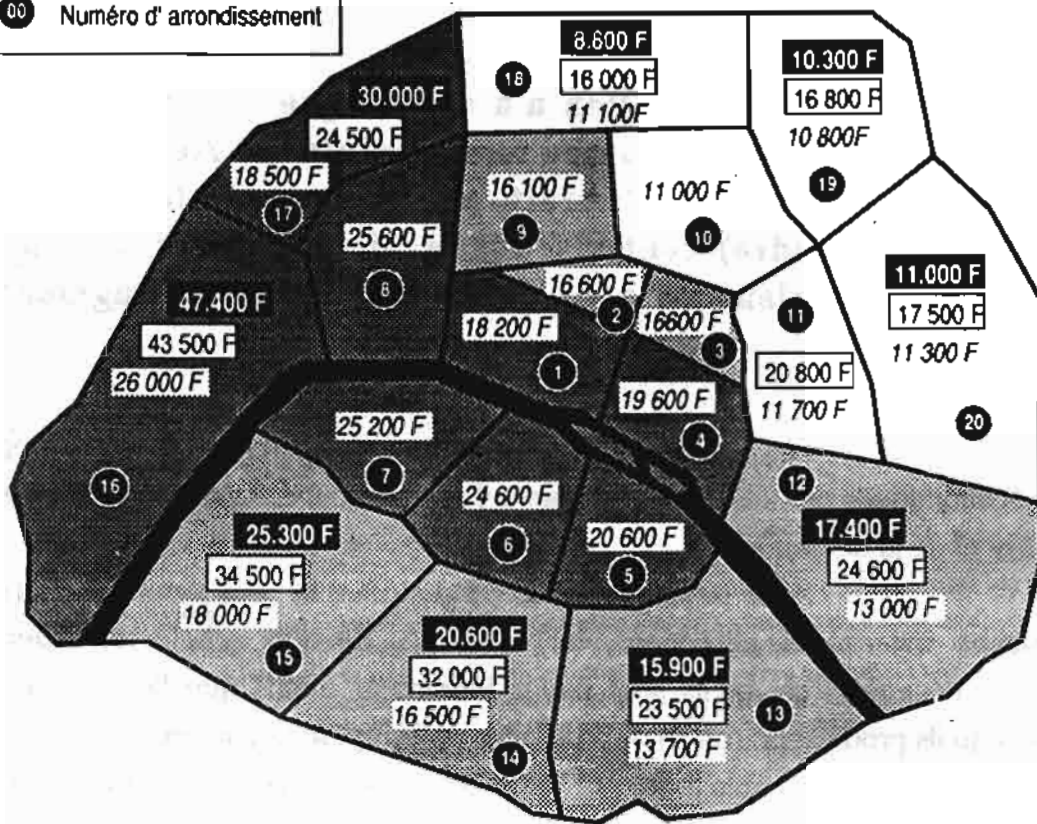 00 Numéro d' arrondissement
8.800 F
16 000 F
11 100F
18
10.300 F
16 800 F
10 800F
19
30.000 F
24 500 F
18 500 F
17
16 100 F
9
11 000 F
10
25 600 F
8
11.000 F
17 500 F
11 300 F
20
47.400 F
43 500 F
26 000 F
16
16 600 F
2
16600 F
3
18 200 F
1
11
20 800 F
11 700 F
19 600 F
4
25 200 F
7
24 600 F
6
20 600 F
5
12
17.400 F
24 600 F
13 000 F
25.300 F
34 500 F
18 000 F
15
20.600 F
32 000 F
16 500 F
14
15.900 F
23 500 F
13 700 F
13